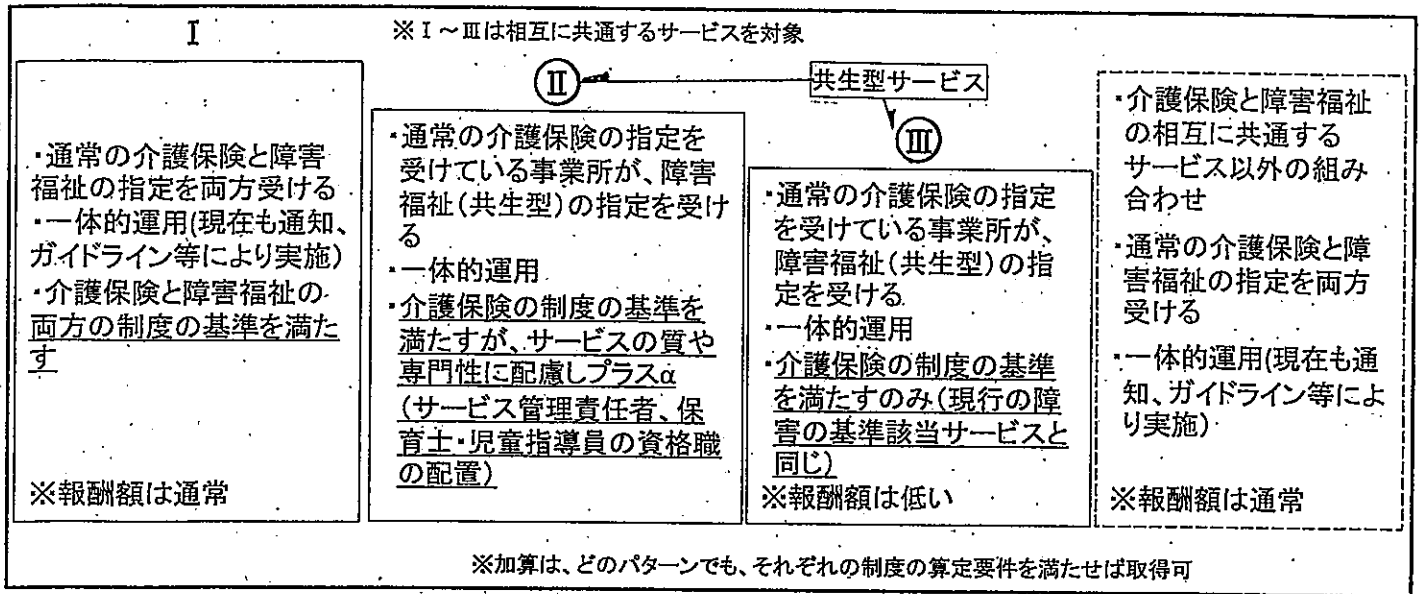 I
※Ⅰ～Ⅲは相互に共通するサービスを対象
・通常の介護保険と障害
福祉の指定を両方受ける
・一体的運用(現在も通知、
ガイドライン等により実施)
・介護保険と障害福祉の
両方の制度の基準を満た
す
※報酬額は通常
Ⅱ
共生型サービス
・通常の介護保険の指定を
受けている事業所が、障害
福祉(共生型)の指定を受け
る
・一体的運用
・介護保険の制度の基準を
満たすが、サービスの質や
専門性に配慮しプラスα
(サービス管理責任者、保
育士・児童指導員の資格職
の配置)
Ⅲ
・通常の介護保険の指定
を受けている事業所が、
障害福祉(共生型)の指
定を受ける
・一体的運用
・介護保険の制度の基準
を満たすのみ(現行の障
害の基準該当サービスと
同じ)
※報酬額は低い
・介護保険と障害福祉
の相互に共通する
サービス以外の組み
合わせ
・通常の介護保険と障
害福祉の指定を両方
受ける
・一体的運用(現在も通
知、ガイドライン等によ
り実施)
※報酬額は通常
※加算は、どのパターンでも、それぞれの制度の算定要件を満たせば取得可